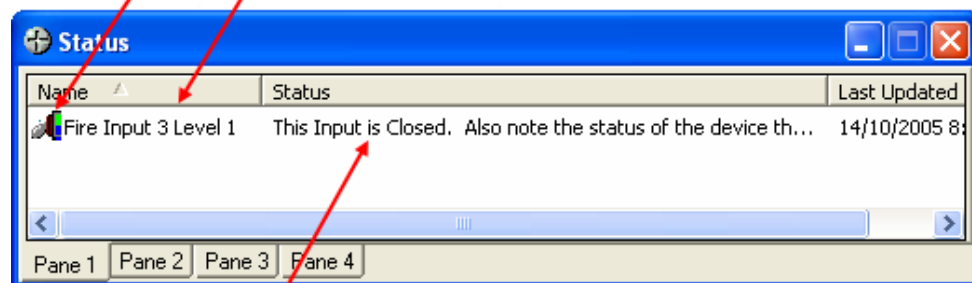 Status
Name Status Last Updated
Fire Input 3 Level 1 This Input is Closed. Also note the status of the device th... 14/10/2005 8:
Pane 1 Pane 2 Pane 3 Pane 4